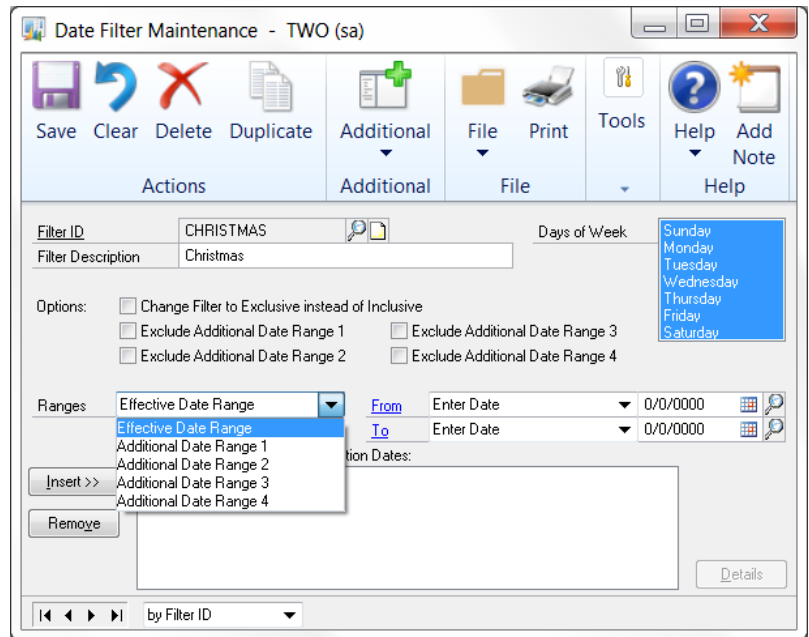 Date Filter Maintenance - TWO (sa)
Save Clear Delete Duplicate Additional File Print Tools Help Add Note
Actions Additional File Help
Filter ID CHRISTMAS Days of Week
Filter Description Christmas
Sunday
Monday
Tuesday
Wednesday
Thursday
Friday
Saturday
Options: Change Filter to Exclusive instead of Inclusive
Exclude Additional Date Range 1 Exclude Additional Date Range 3
Exclude Additional Date Range 2 Exclude Additional Date Range 4
Ranges Effective Date Range From Enter Date 0/0/0000
Effective Date Range To Enter Date 0/0/0000
Additional Date Range 1 tion Dates:
Additional Date Range 2
Insert >> Additional Date Range 3
Additional Date Range 4
Remove
Details
by Filter ID